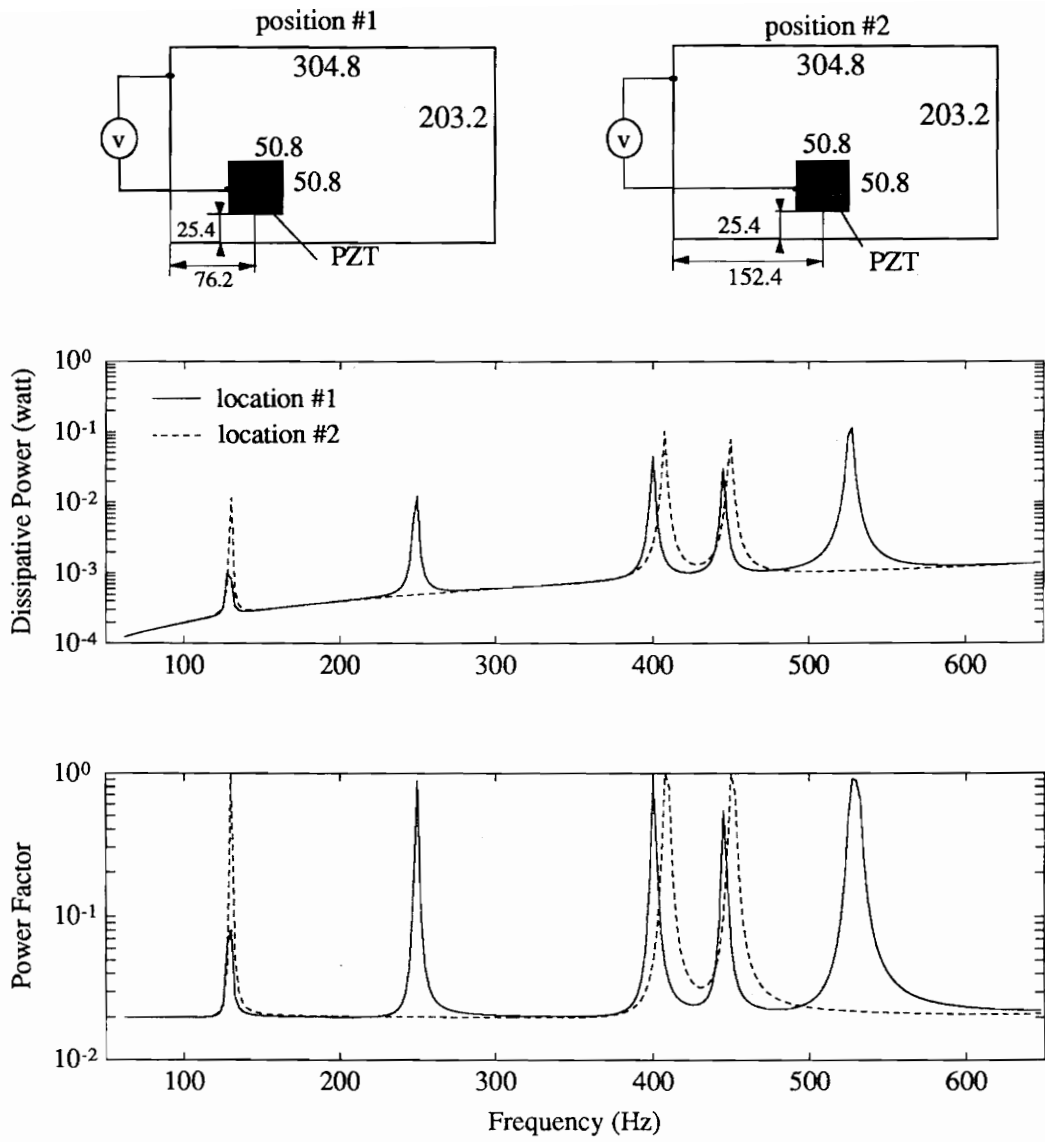 position #1
304.8
203.2
v
50.8
50.8
25.4
76.2
PZT
position #2
304.8
203.2
v
50.8
50.8
25.4
152.4
PZT
Dissipative Power (watt)
10^0
10^-1
10^-2
10^-3
10^-4
location #1
location #2
100 200 300 400 500 600
Power Factor
10^0
10^-1
10^-2
100 200 300 400 500 600
Frequency (Hz)